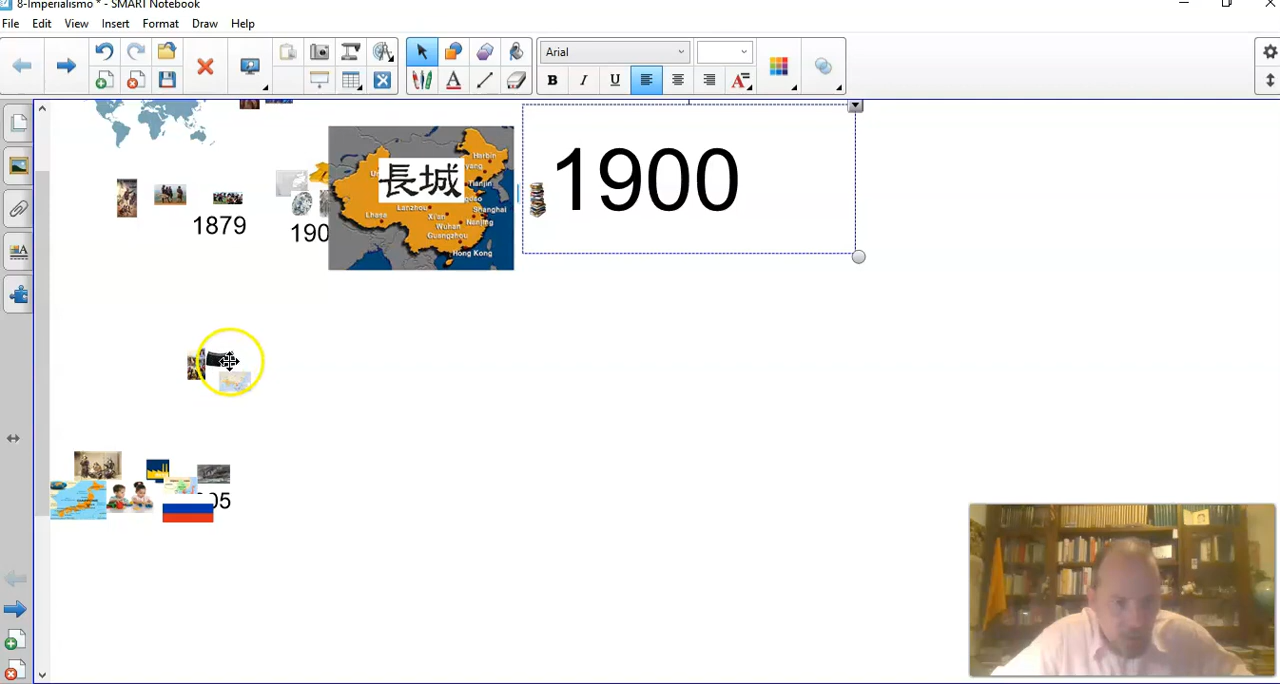 8-Imperialismo * - SMART Notebook
File Edit View Insert Format Draw Help
Arial
B I U A
長城
1900
Harbin
Tianjin
Lanzhou
Lhasa
Xi'an
Shanghai
Wuhan
Nanjing
Guangzhou
Hong Kong
1879
190
05